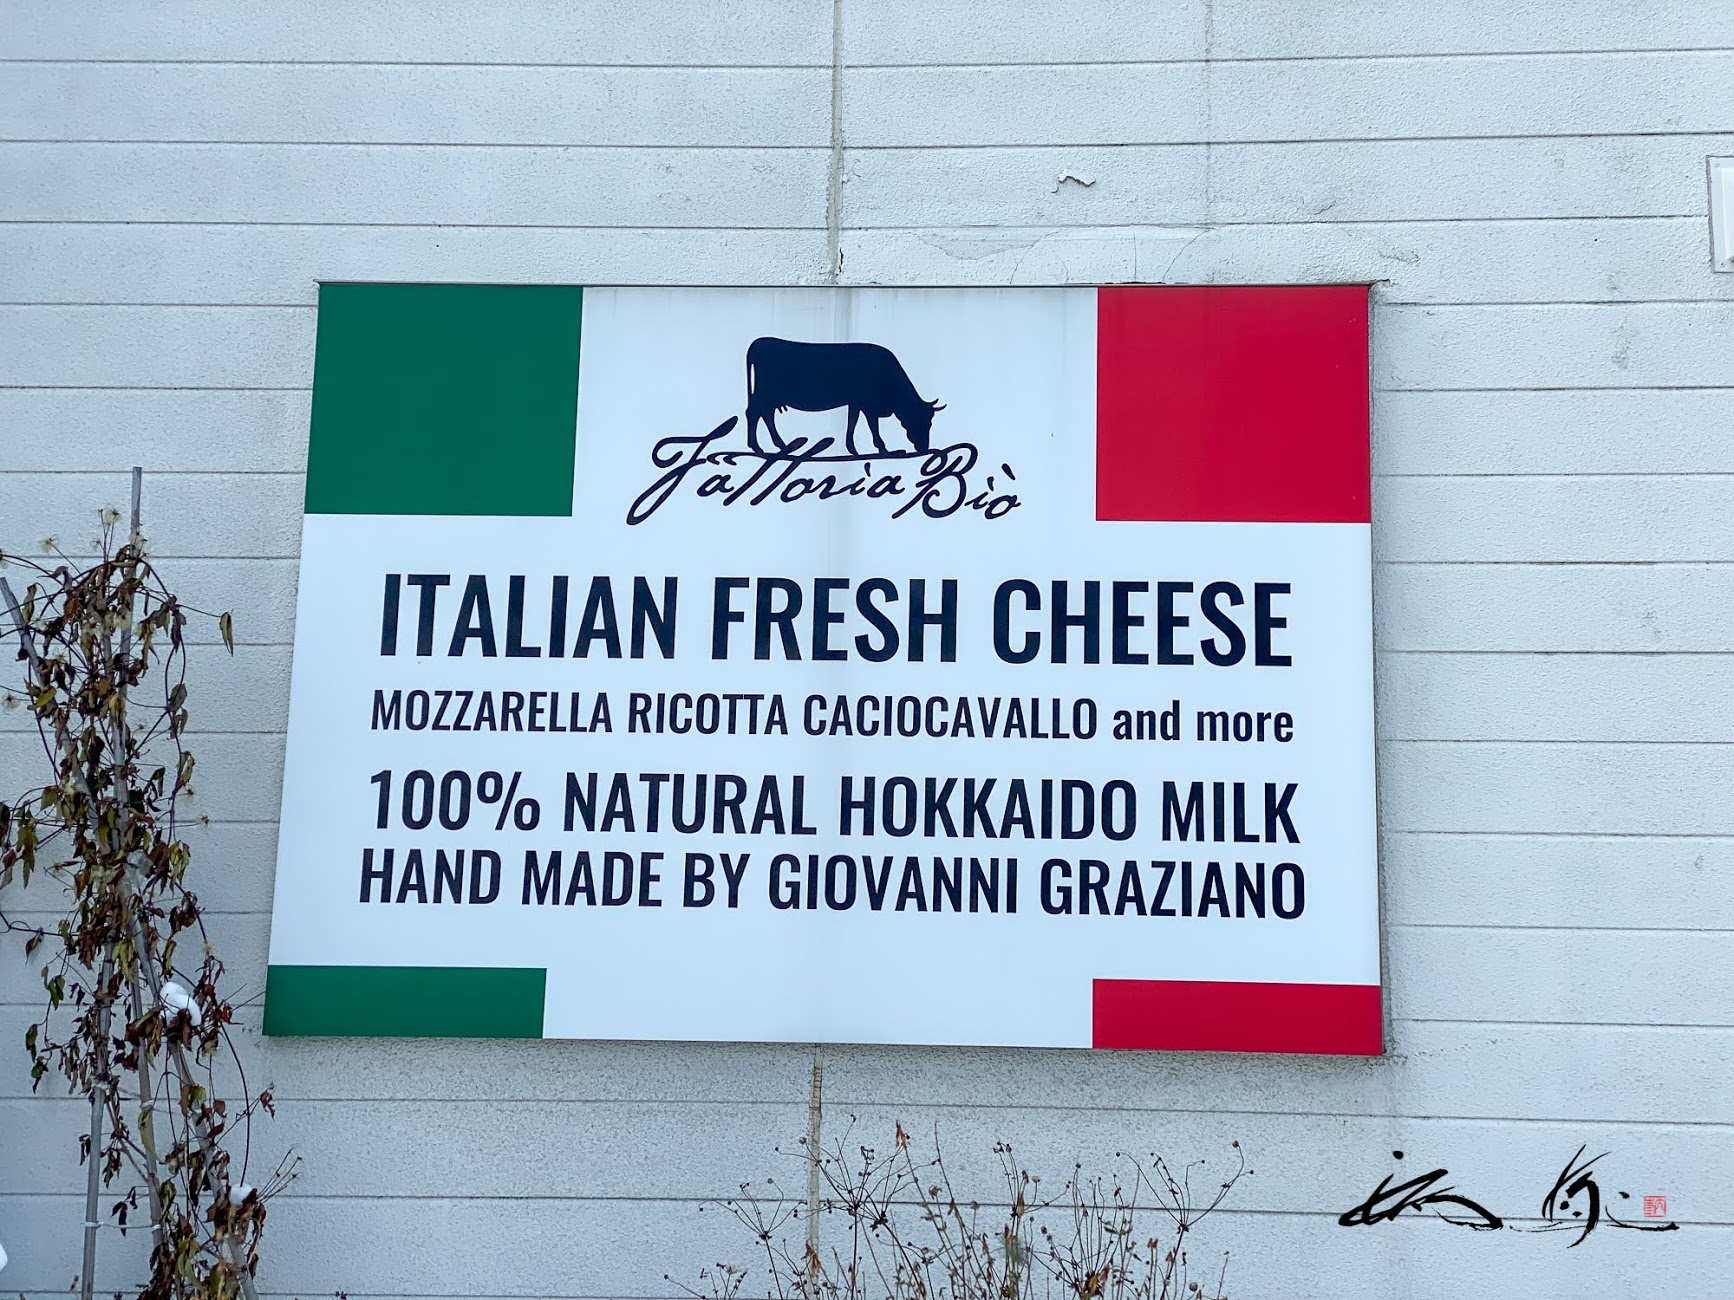 Fattoria Biò
ITALIAN FRESH CHEESE
MOZZARELLA RICOTTA CACIOCAVALLO and more
100% NATURAL HOKKAIDO MILK
HAND MADE BY GIOVANNI GRAZIANO